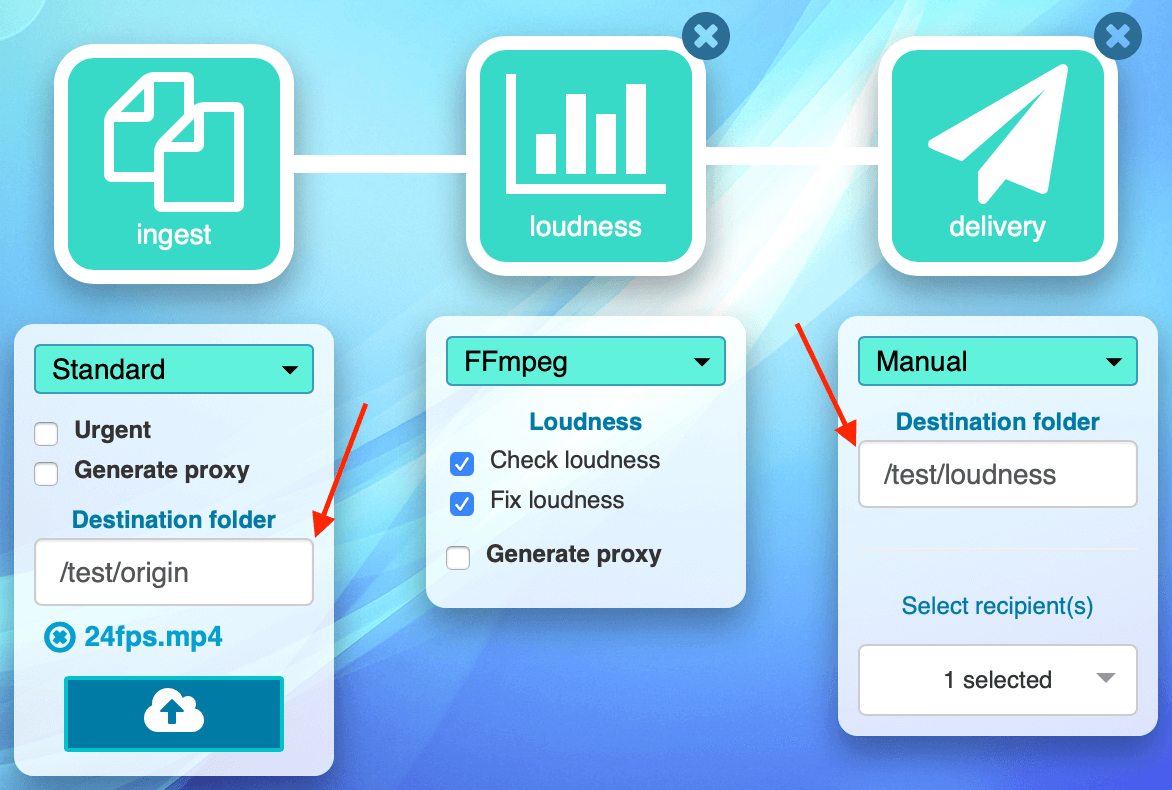 ingest
loudness
delivery
Standard
Urgent
Generate proxy
Destination folder
/test/origin
24fps.mp4
FFmpeg
Loudness
Check loudness
Fix loudness
Generate proxy
Manual
Destination folder
/test/loudness
Select recipient(s)
1 selected